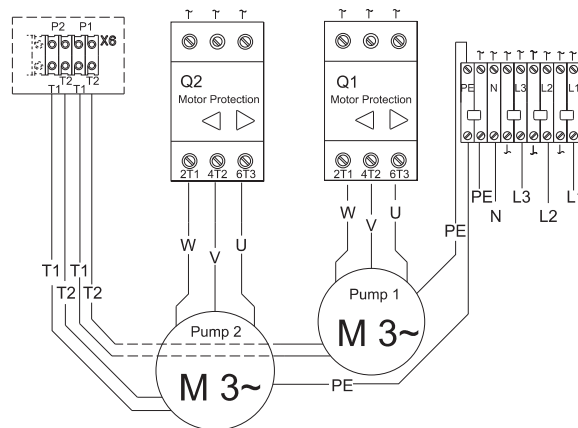 P2 P1
X6
T2 T2
T1 T1
Q2
Motor Protection
2T1 4T2 6T3
Q1
Motor Protection
2T1 4T2 6T3
PE N L3 L2 L1
PE
N
L3
L2
L1
W V U
W V U
PE
T1 T1
T2 T2
Pump 1
M 3~
Pump 2
M 3~
PE